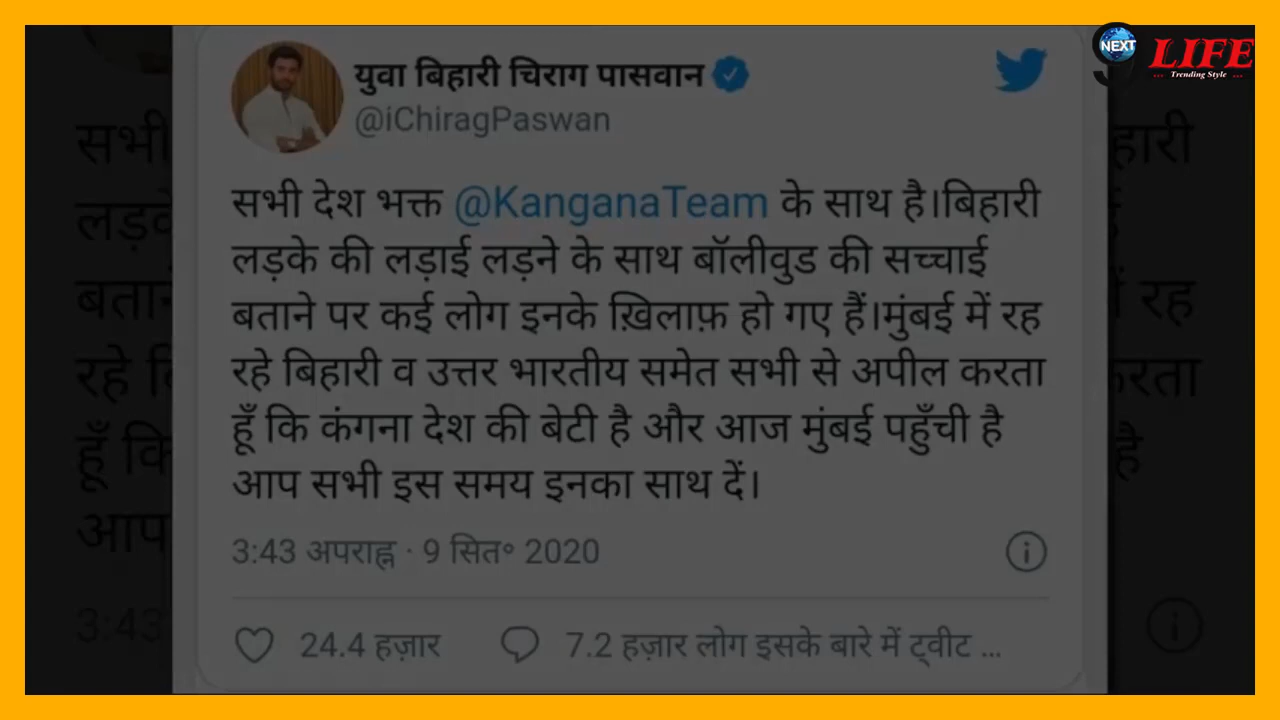 NEXT
9 LIFE
... Trending Style ...
युवा बिहारी चिराग पासवान
@iChiragPaswan
सभी देश भक्त @KanganaTeam के साथ है।बिहारी
लड़के की लड़ाई लड़ने के साथ बॉलीवुड की सच्चाई
बताने पर कई लोग इनके ख़िलाफ़ हो गए हैं।मुंबई में रह
रहे बिहारी व उत्तर भारतीय समेत सभी से अपील करता
हूँ कि कंगना देश की बेटी है और आज मुंबई पहुँची है
आप सभी इस समय इनका साथ दें।
3:43 अपराह्न · 9 सित॰ 2020
24.4 हज़ार 7.2 हज़ार लोग इसके बारे में ट्वीट ...